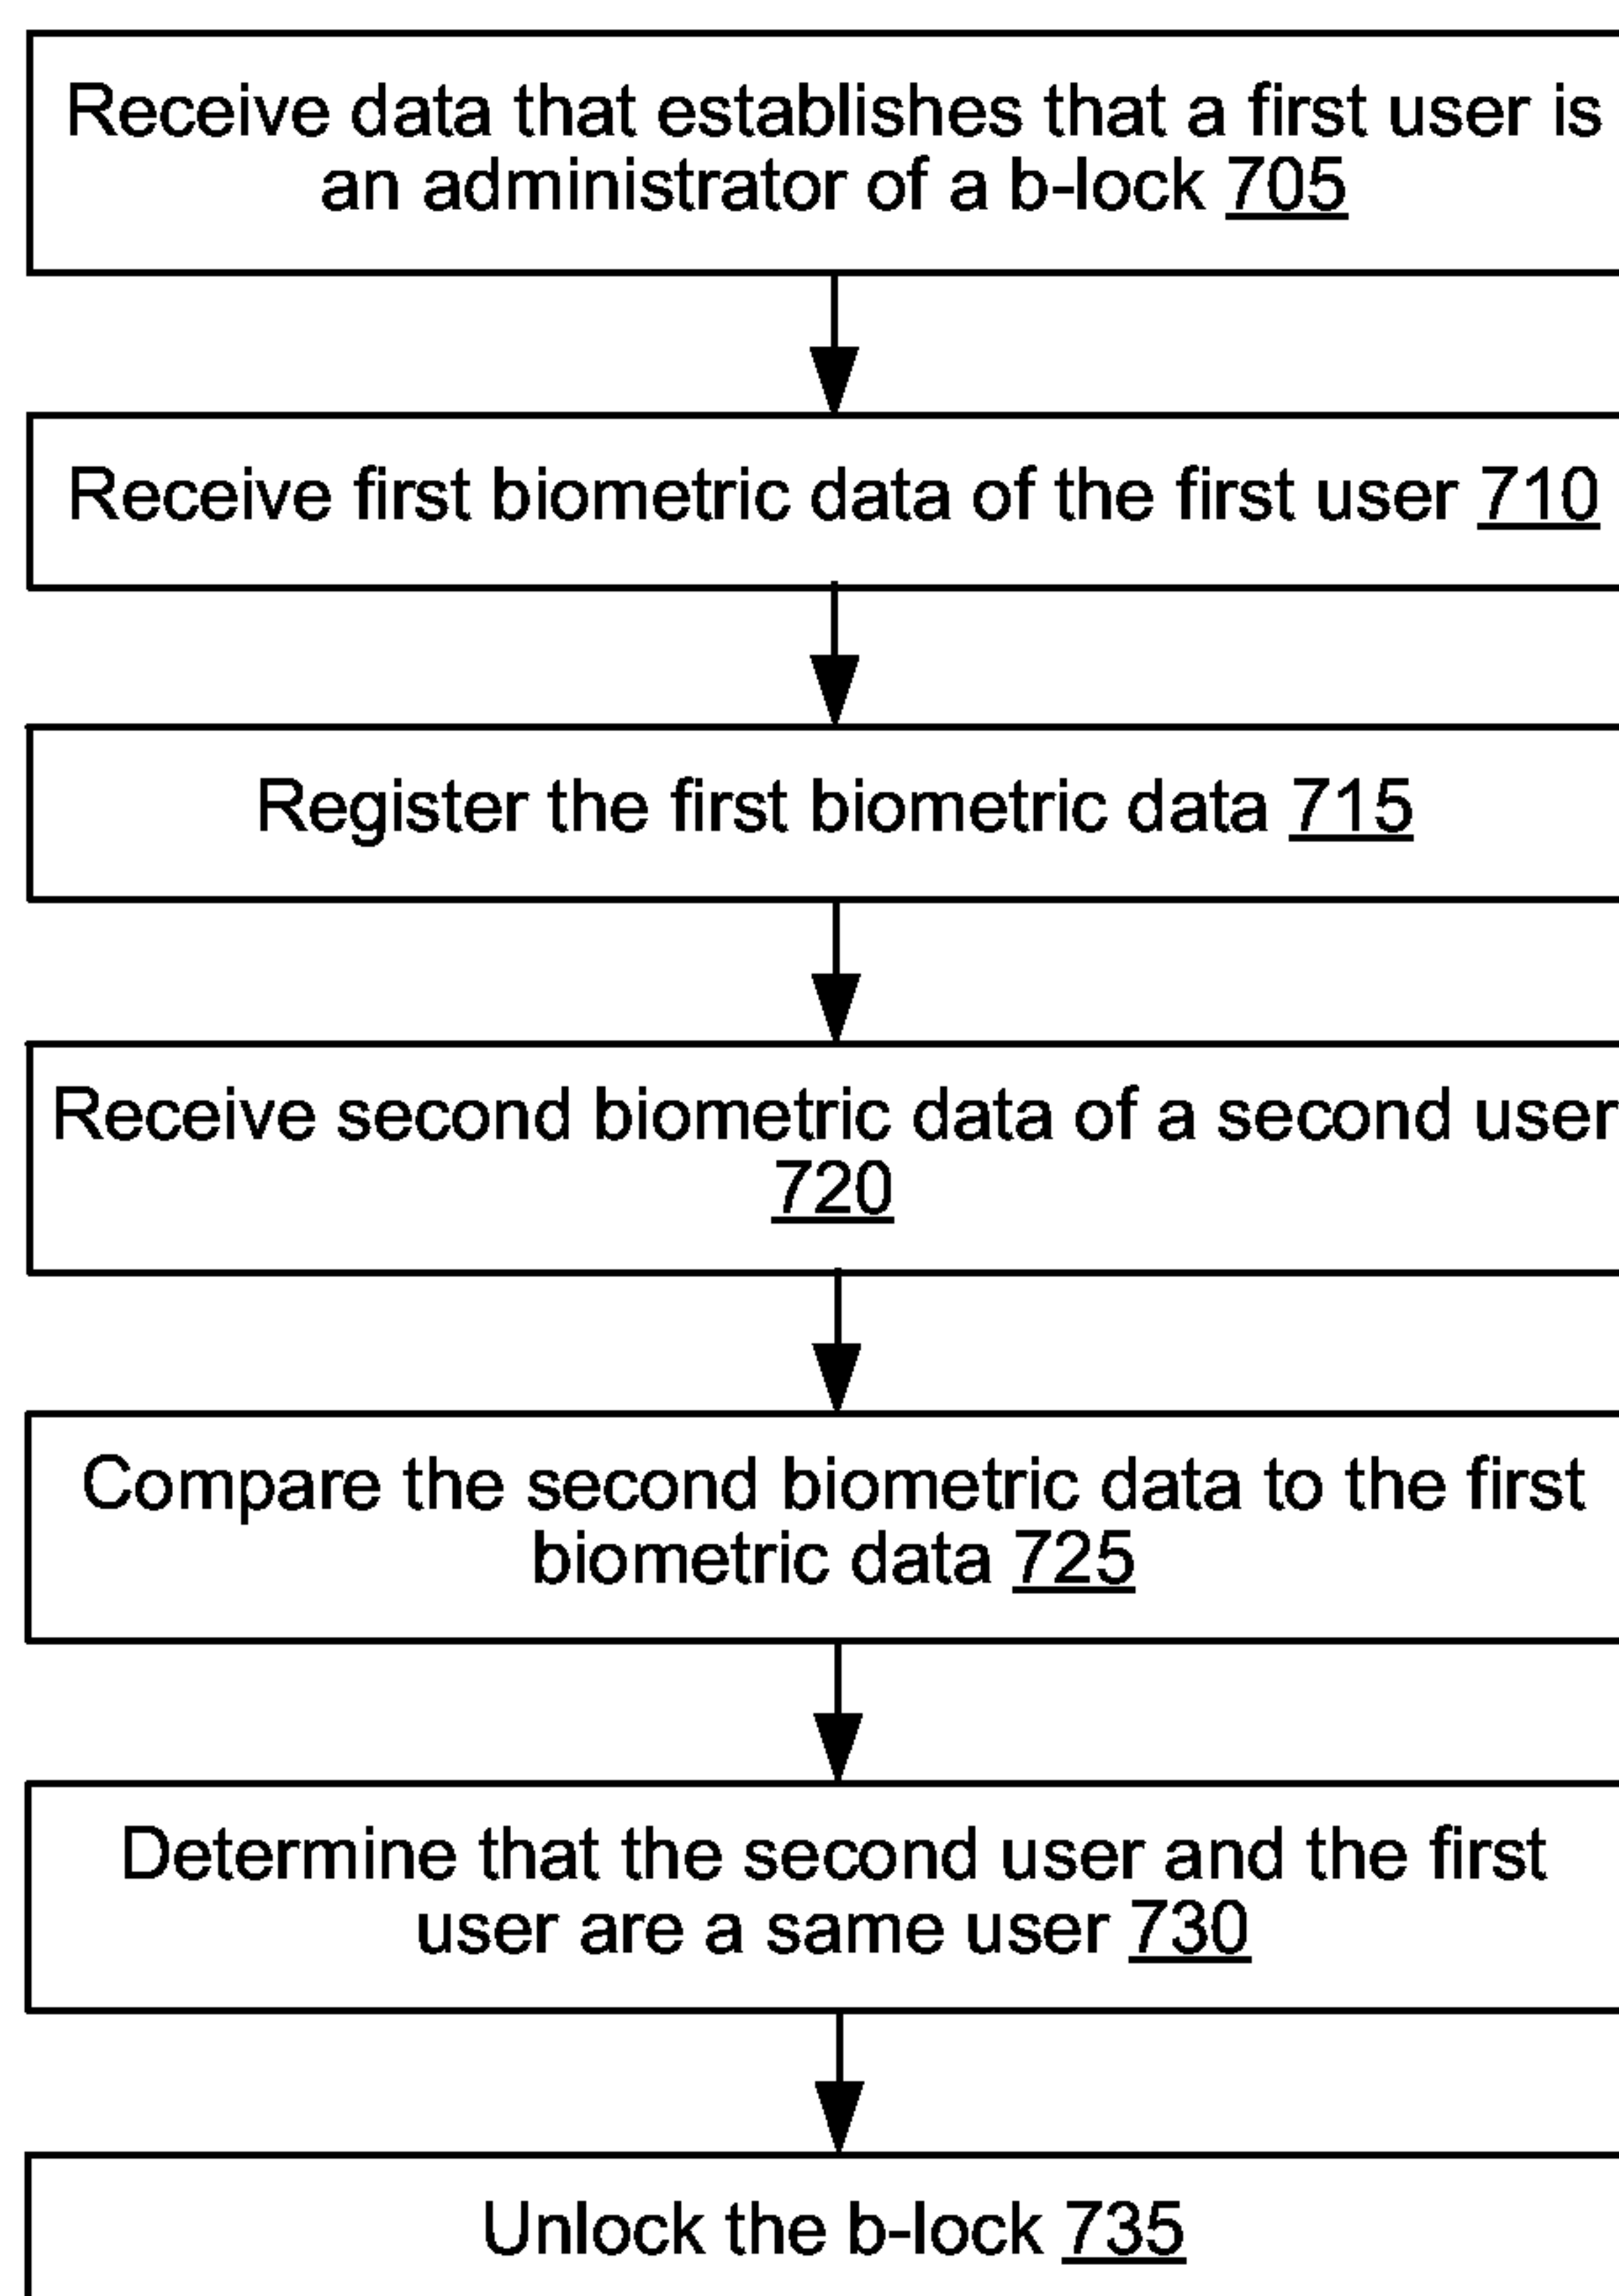 Receive data that establishes that a first user is
an administrator of a b-lock 705
Receive first biometric data of the first user 710
Register the first biometric data 715
Receive second biometric data of a second user
720
Compare the second biometric data to the first
biometric data 725
Determine that the second user and the first
user are a same user 730
Unlock the b-lock 735